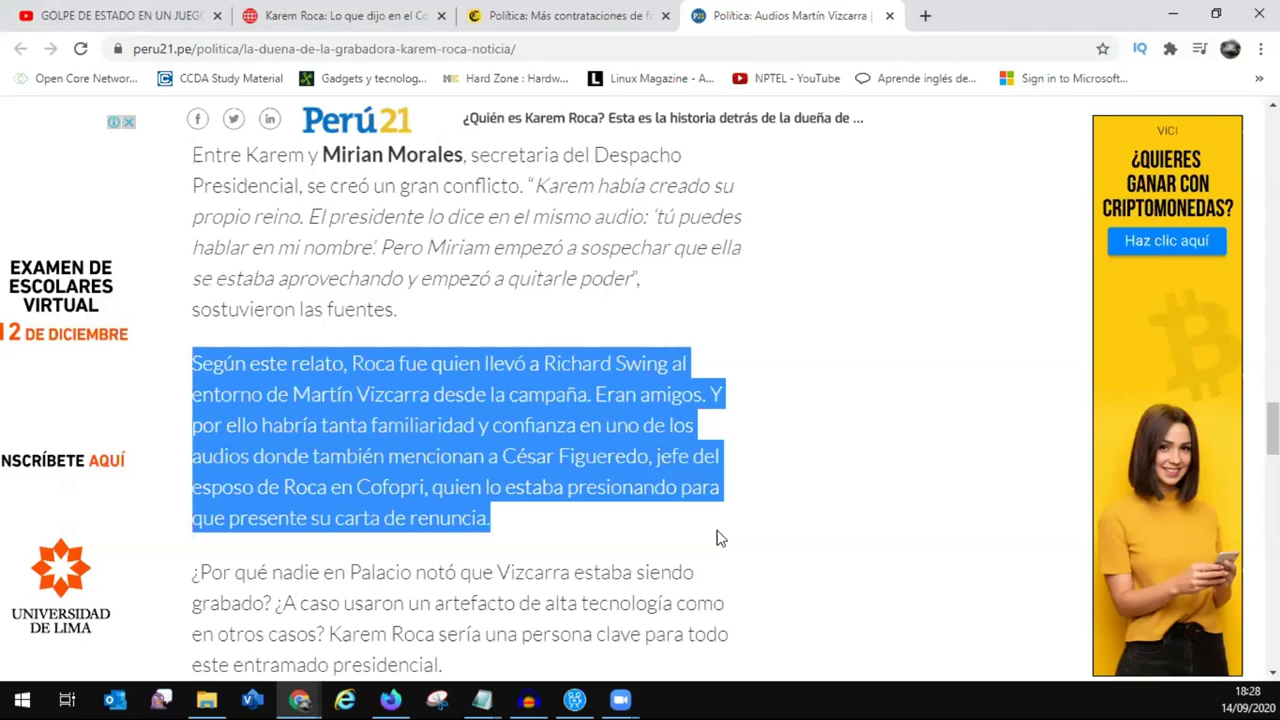 GOLPE DE ESTADO EN UN JUEG
Karem Roca: Lo que dijo en el Co
Política: Más contrataciones de fa
Política: Audios Martín Vizcarra |
peru21.pe/politica/la-duena-de-la-grabadora-karem-roca-noticia/
Open Core Networ...
CCDA Study Material
Gadgets y tecnolog...
Hard Zone : Hardw...
Linux Magazine - A...
NPTEL - YouTube
Aprende inglés de...
Sign in to Microsoft...
Perú21
¿Quién es Karem Roca? Esta es la historia detrás de la dueña de ...
Entre Karem y Mirian Morales, secretaria del Despacho
Presidencial, se creó un gran conflicto. “Karem había creado su
propio reino. El presidente lo dice en el mismo audio: ‘tú puedes
hablar en mi nombre’. Pero Miriam empezó a sospechar que ella
se estaba aprovechando y empezó a quitarle poder”,
sostuvieron las fuentes.
Según este relato, Roca fue quien llevó a Richard Swing al
entorno de Martín Vizcarra desde la campaña. Eran amigos. Y
por ello habría tanta familiaridad y confianza en uno de los
audios donde también mencionan a César Figueredo, jefe del
esposo de Roca en Cofopri, quien lo estaba presionando para
que presente su carta de renuncia.
¿Por qué nadie en Palacio notó que Vizcarra estaba siendo
grabado? ¿A caso usaron un artefacto de alta tecnología como
en otros casos? Karem Roca sería una persona clave para todo
este entramado presidencial.
EXAMEN DE
ESCOLARES
VIRTUAL
12 DE DICIEMBRE
NSCRÍBETE AQUÍ
UNIVERSIDAD
DE LIMA
VICI
¿QUIERES
GANAR CON
CRIPTOMONEDAS?
Haz clic aquí
18:28
14/09/2020